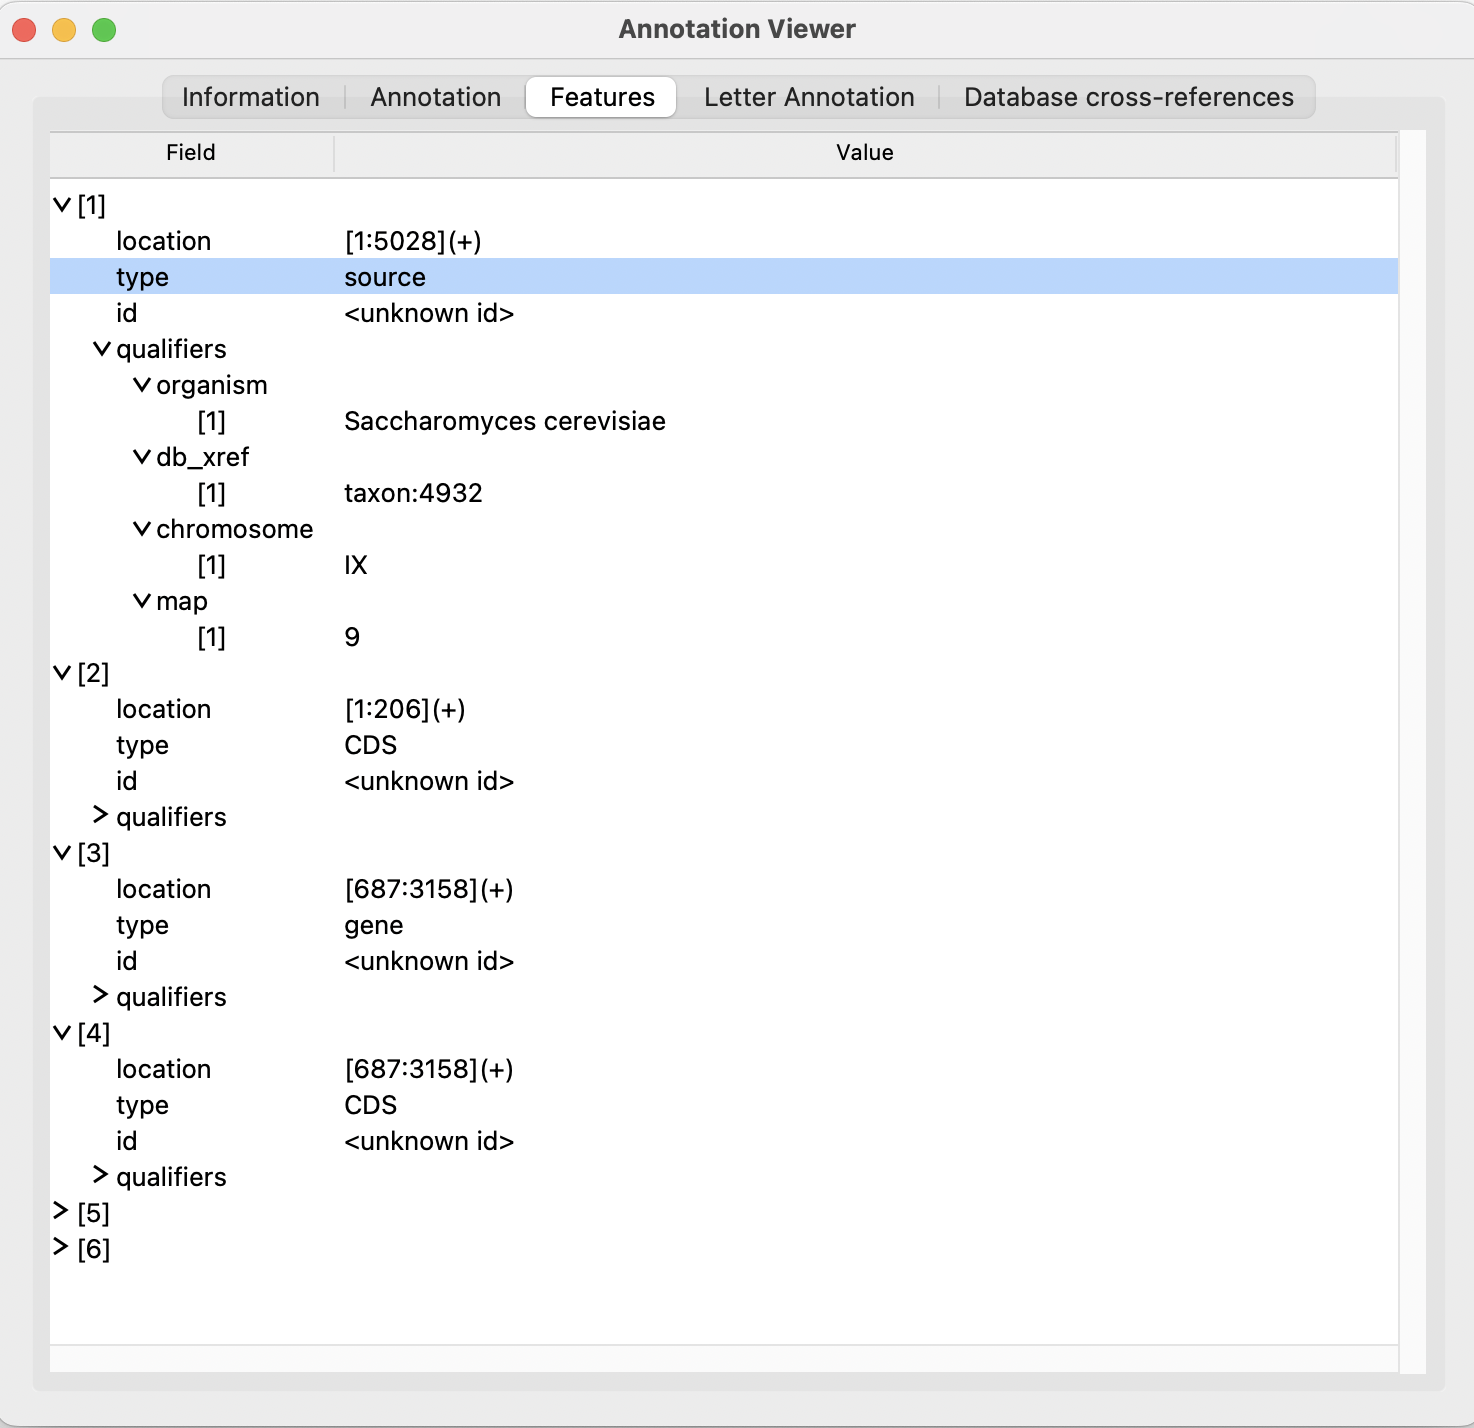 Annotation Viewer
Information Annotation Features Letter Annotation Database cross-references
Field Value
[1]
location [1:5028](+)
type source
id <unknown id>
qualifiers
organism
[1] Saccharomyces cerevisiae
db_xref
[1] taxon:4932
chromosome
[1] IX
map
[1] 9
[2]
location [1:206](+)
type CDS
id <unknown id>
qualifiers
[3]
location [687:3158](+)
type gene
id <unknown id>
qualifiers
[4]
location [687:3158](+)
type CDS
id <unknown id>
qualifiers
[5]
[6]